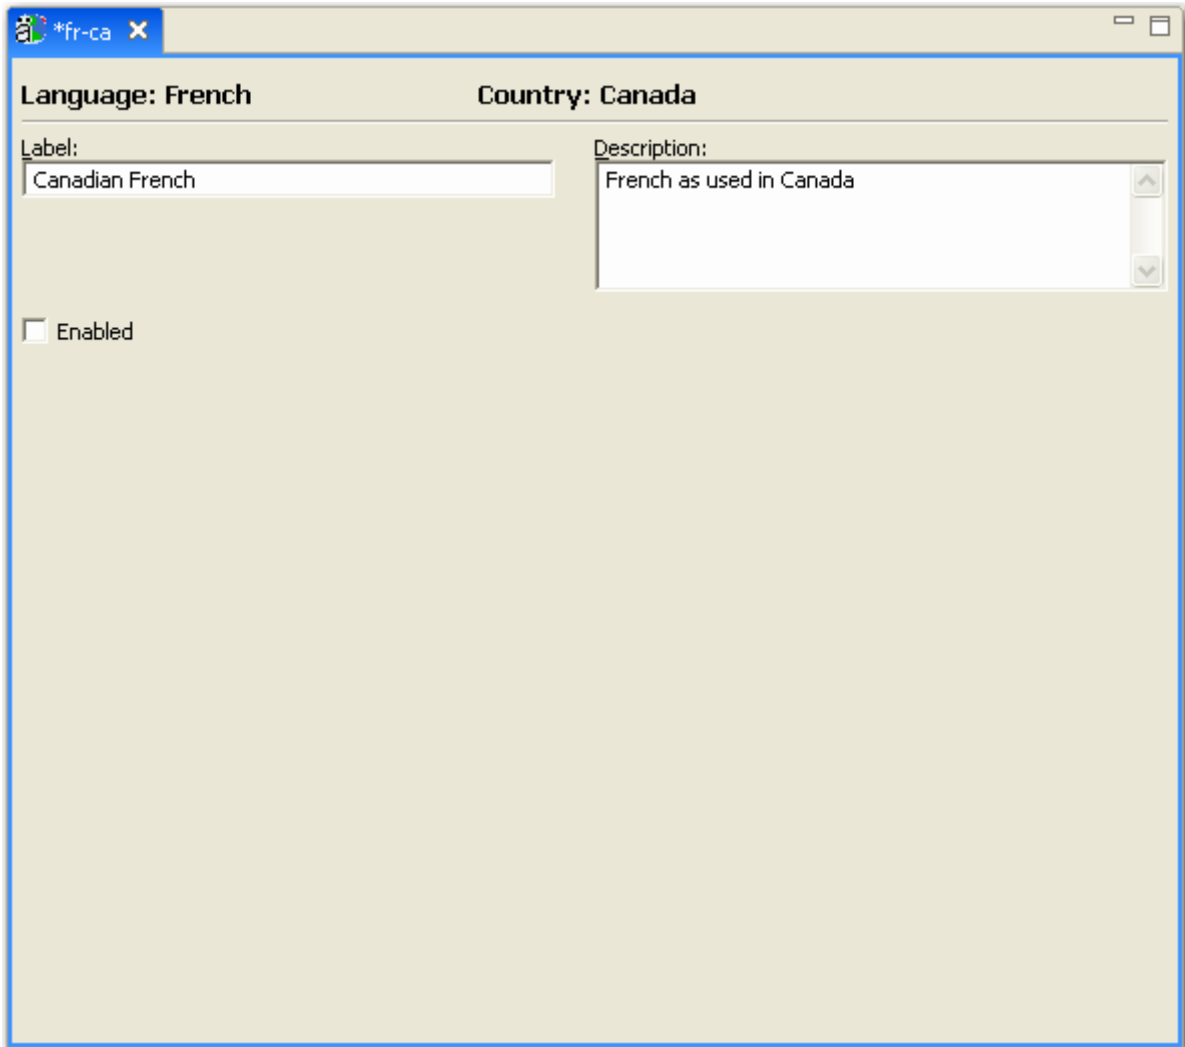 *fr-ca
Language: French Country: Canada
Label:
Canadian French
Description:
French as used in Canada
Enabled